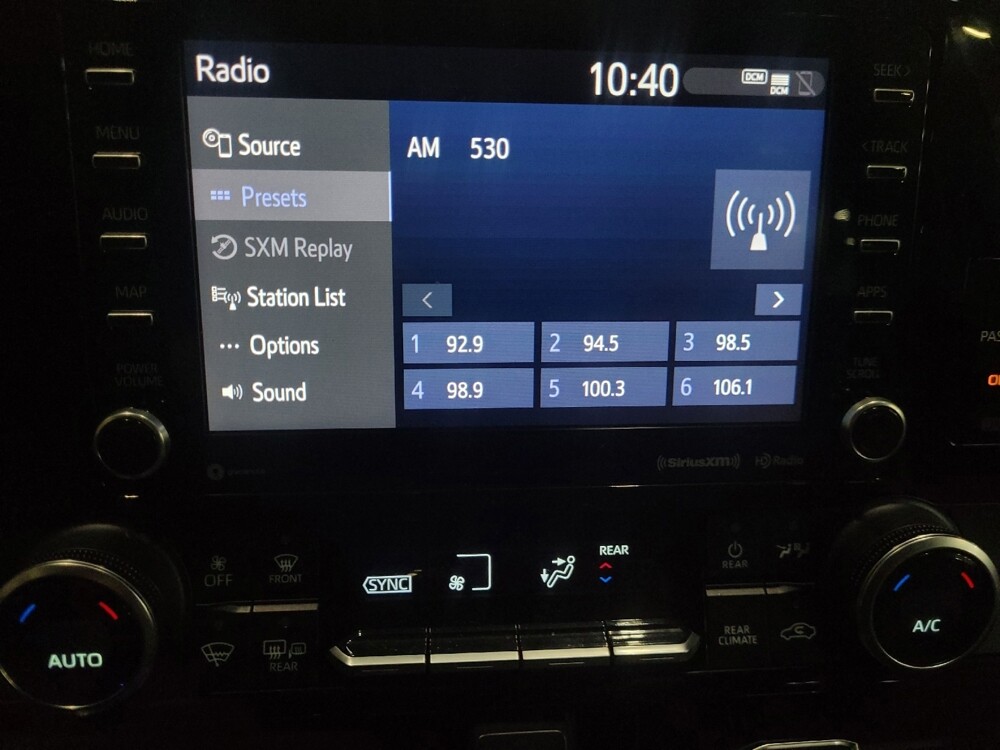 HOME
Radio
10:40
DCM
DCM
SEEK >
MENU
Source
AM 530
< TRACK
Presets
AUDIO
SXM Replay
PHONE
MAP
Station List
APPS
Options
1 92.9
2 94.5
3 98.5
PAS
POWER
VOLUME
Sound
4 98.9
5 100.3
6 106.1
TUNE
SCROLL
((SiriusXM))
HD Radio
OFF
FRONT
SYNC
REAR
REAR
AUTO
REAR
REAR
CLIMATE
A/C